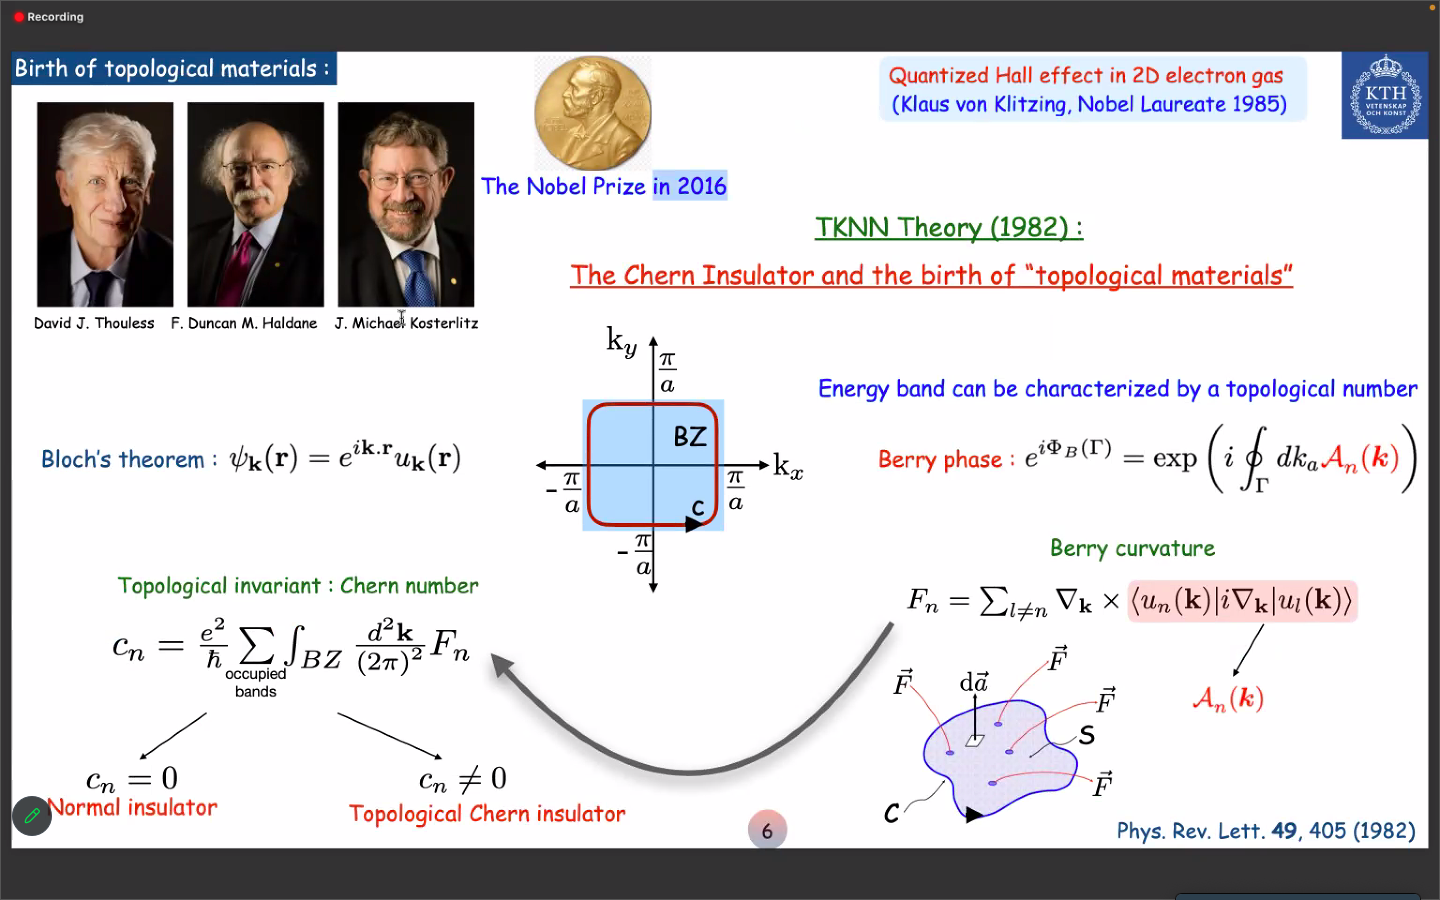 Recording
Birth of topological materials :
Quantized Hall effect in 2D electron gas
(Klaus von Klitzing, Nobel Laureate 1985)
KTH
VETENSKAP
OCH KONST
The Nobel Prize in 2016
David J. Thouless
F. Duncan M. Haldane
J. Michael Kosterlitz
TKNN Theory (1982) :
The Chern Insulator and the birth of “topological materials”
k_y
π/a
BZ
k_x
-π/a
π/a
C
-π/a
Energy band can be characterized by a topological number
Bloch's theorem : ψ_𝐤(𝐫) = e^{i𝐤.𝐫}u_𝐤(𝐫)
Berry phase : e^{iΦ_B(Γ)} = exp(i ∮_Γ dk_a 𝒜_n(𝒌))
Berry curvature
F_n = ∑_{l≠n} ∇_𝐤 × ⟨u_n(𝐤)|i∇_𝐤|u_l(𝐤)⟩
𝒜_n(𝒌)
Topological invariant : Chern number
c_n = e²/ħ ∑ ∫_{BZ} d²𝐤/(2π)² F_n
occupied
bands
c_n = 0
Normal insulator
c_n ≠ 0
Topological Chern insulator
F⃗
da⃗
F⃗
F⃗
S
F⃗
C
6
Phys. Rev. Lett. 49, 405 (1982)